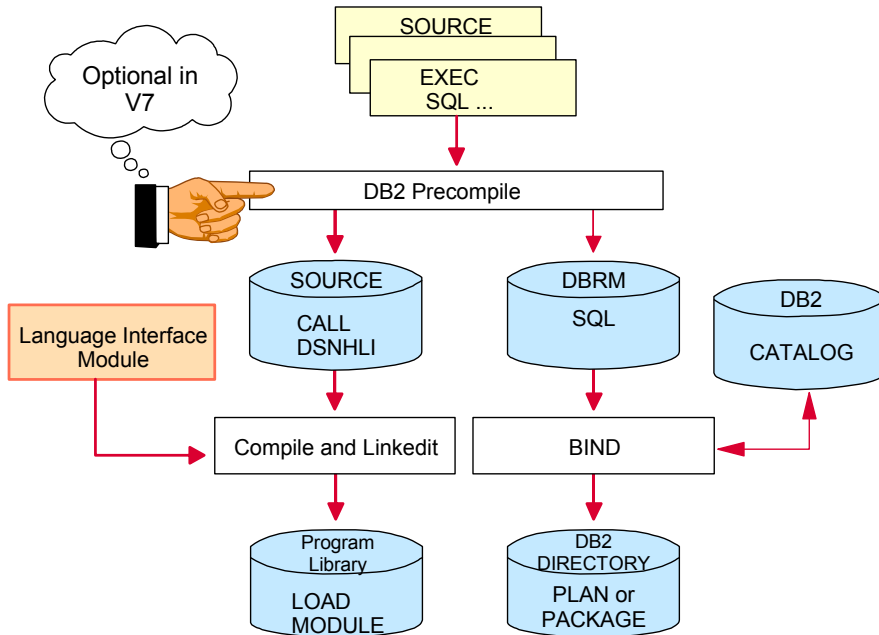 SOURCE
Optional in
V7
EXEC
SQL ...
DB2 Precompile
SOURCE
CALL
DSNHLI
DBRM
SQL
DB2
CATALOG
Language Interface
Module
Compile and Linkedit
BIND
Program
Library
LOAD
MODULE
DB2
DIRECTORY
PLAN or
PACKAGE